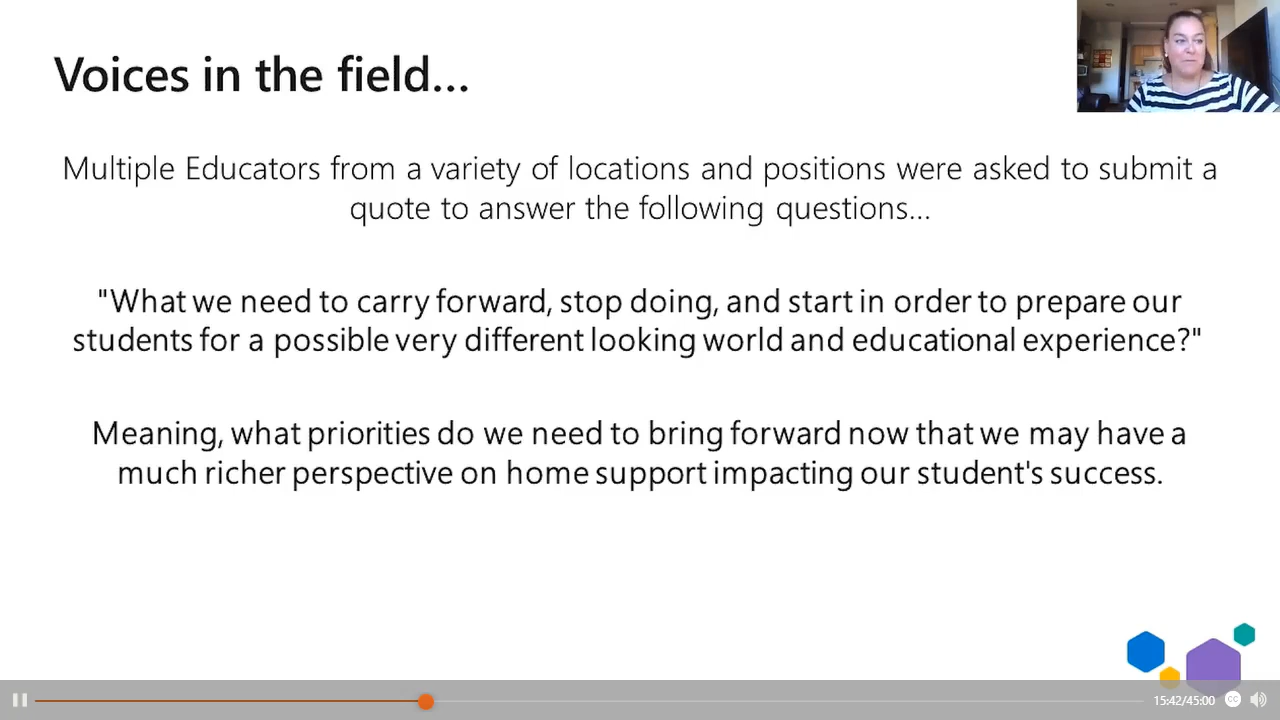 Voices in the field...
Multiple Educators from a variety of locations and positions were asked to submit a
quote to answer the following questions...
"What we need to carry forward, stop doing, and start in order to prepare our
students for a possible very different looking world and educational experience?"
Meaning, what priorities do we need to bring forward now that we may have a
much richer perspective on home support impacting our student's success.
15:42/45:00
CC